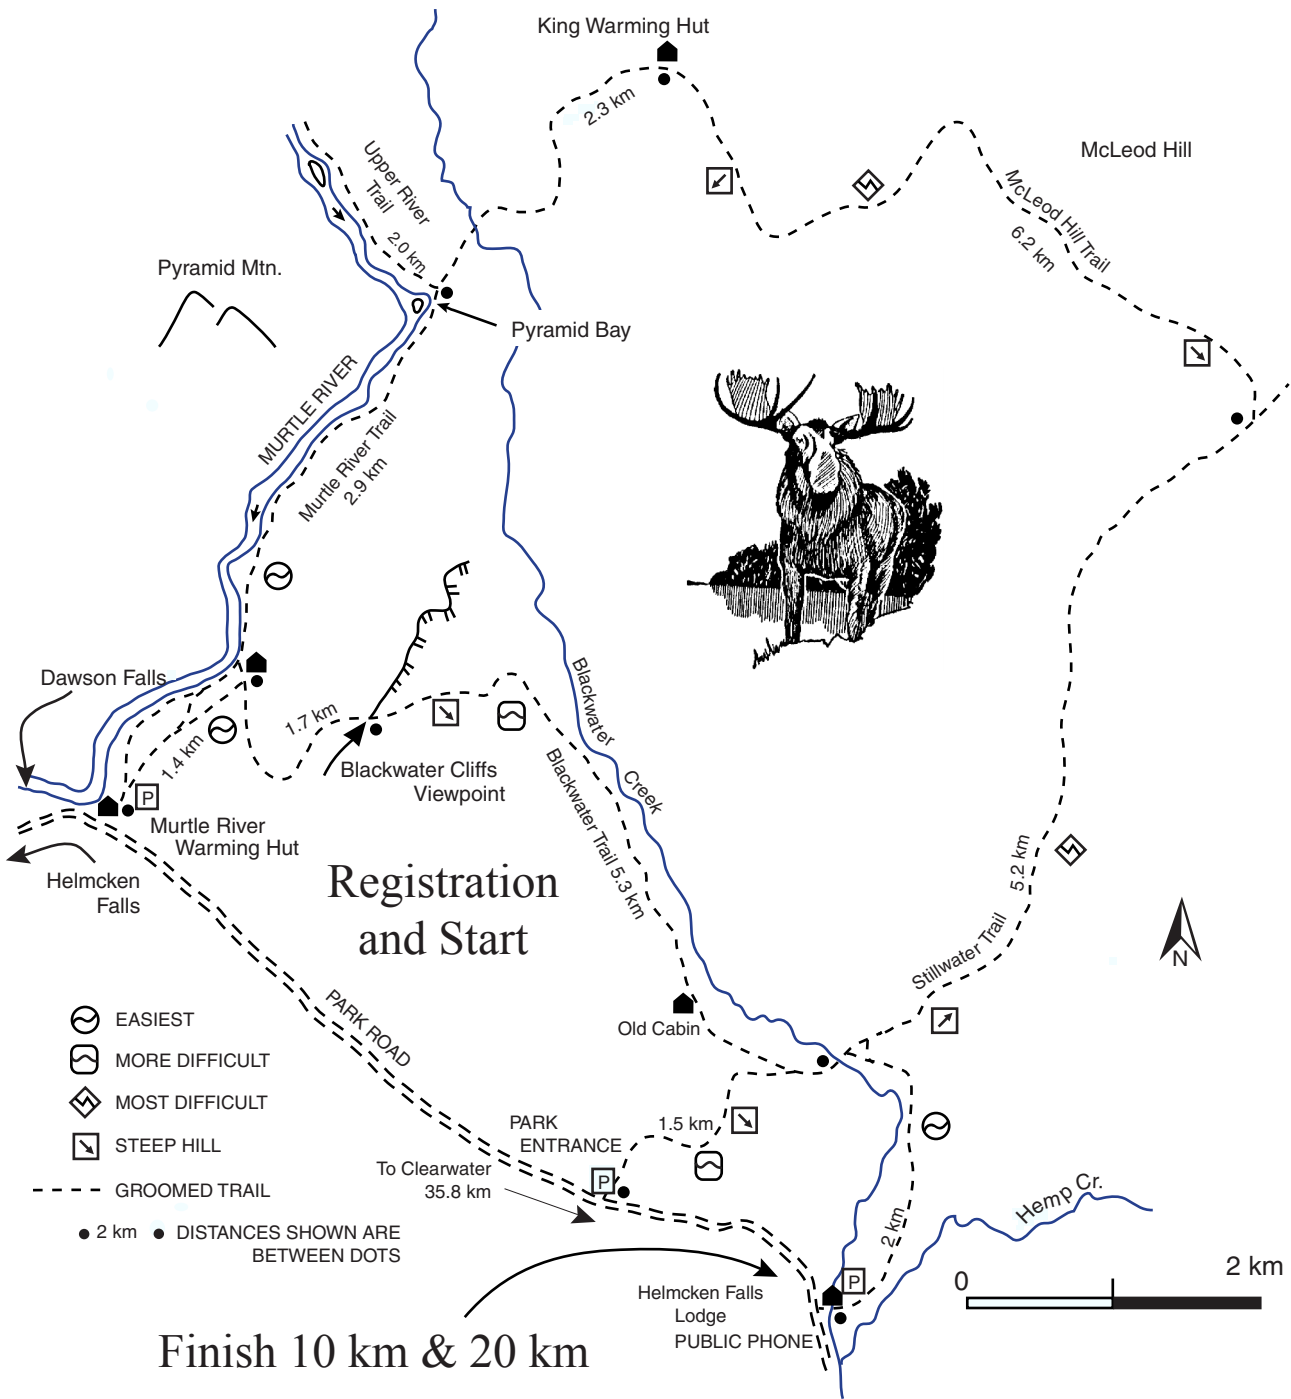 King Warming Hut
2.3 km
McLeod Hill
Upper River
Trail
2.0 km
McLeod Hill Trail
6.2 km
Pyramid Mtn.
Pyramid Bay
MURTLE RIVER
Murtle River Trail
2.9 km
Dawson Falls
1.7 km
1.4 km
Blackwater Cliffs
Viewpoint
Blackwater
Creek
Blackwater Trail 5.3 km
P
Murtle River
Warming Hut
Helmcken
Falls
Registration
and Start
5.2 km
Stillwater Trail
N
PARK ROAD
Old Cabin
EASIEST
MORE DIFFICULT
MOST DIFFICULT
STEEP HILL
GROOMED TRAIL
2 km
DISTANCES SHOWN ARE
BETWEEN DOTS
PARK
ENTRANCE
1.5 km
To Clearwater
35.8 km
P
Hemp Cr.
2 km
P
Helmcken Falls
Lodge
PUBLIC PHONE
0
2 km
Finish 10 km & 20 km